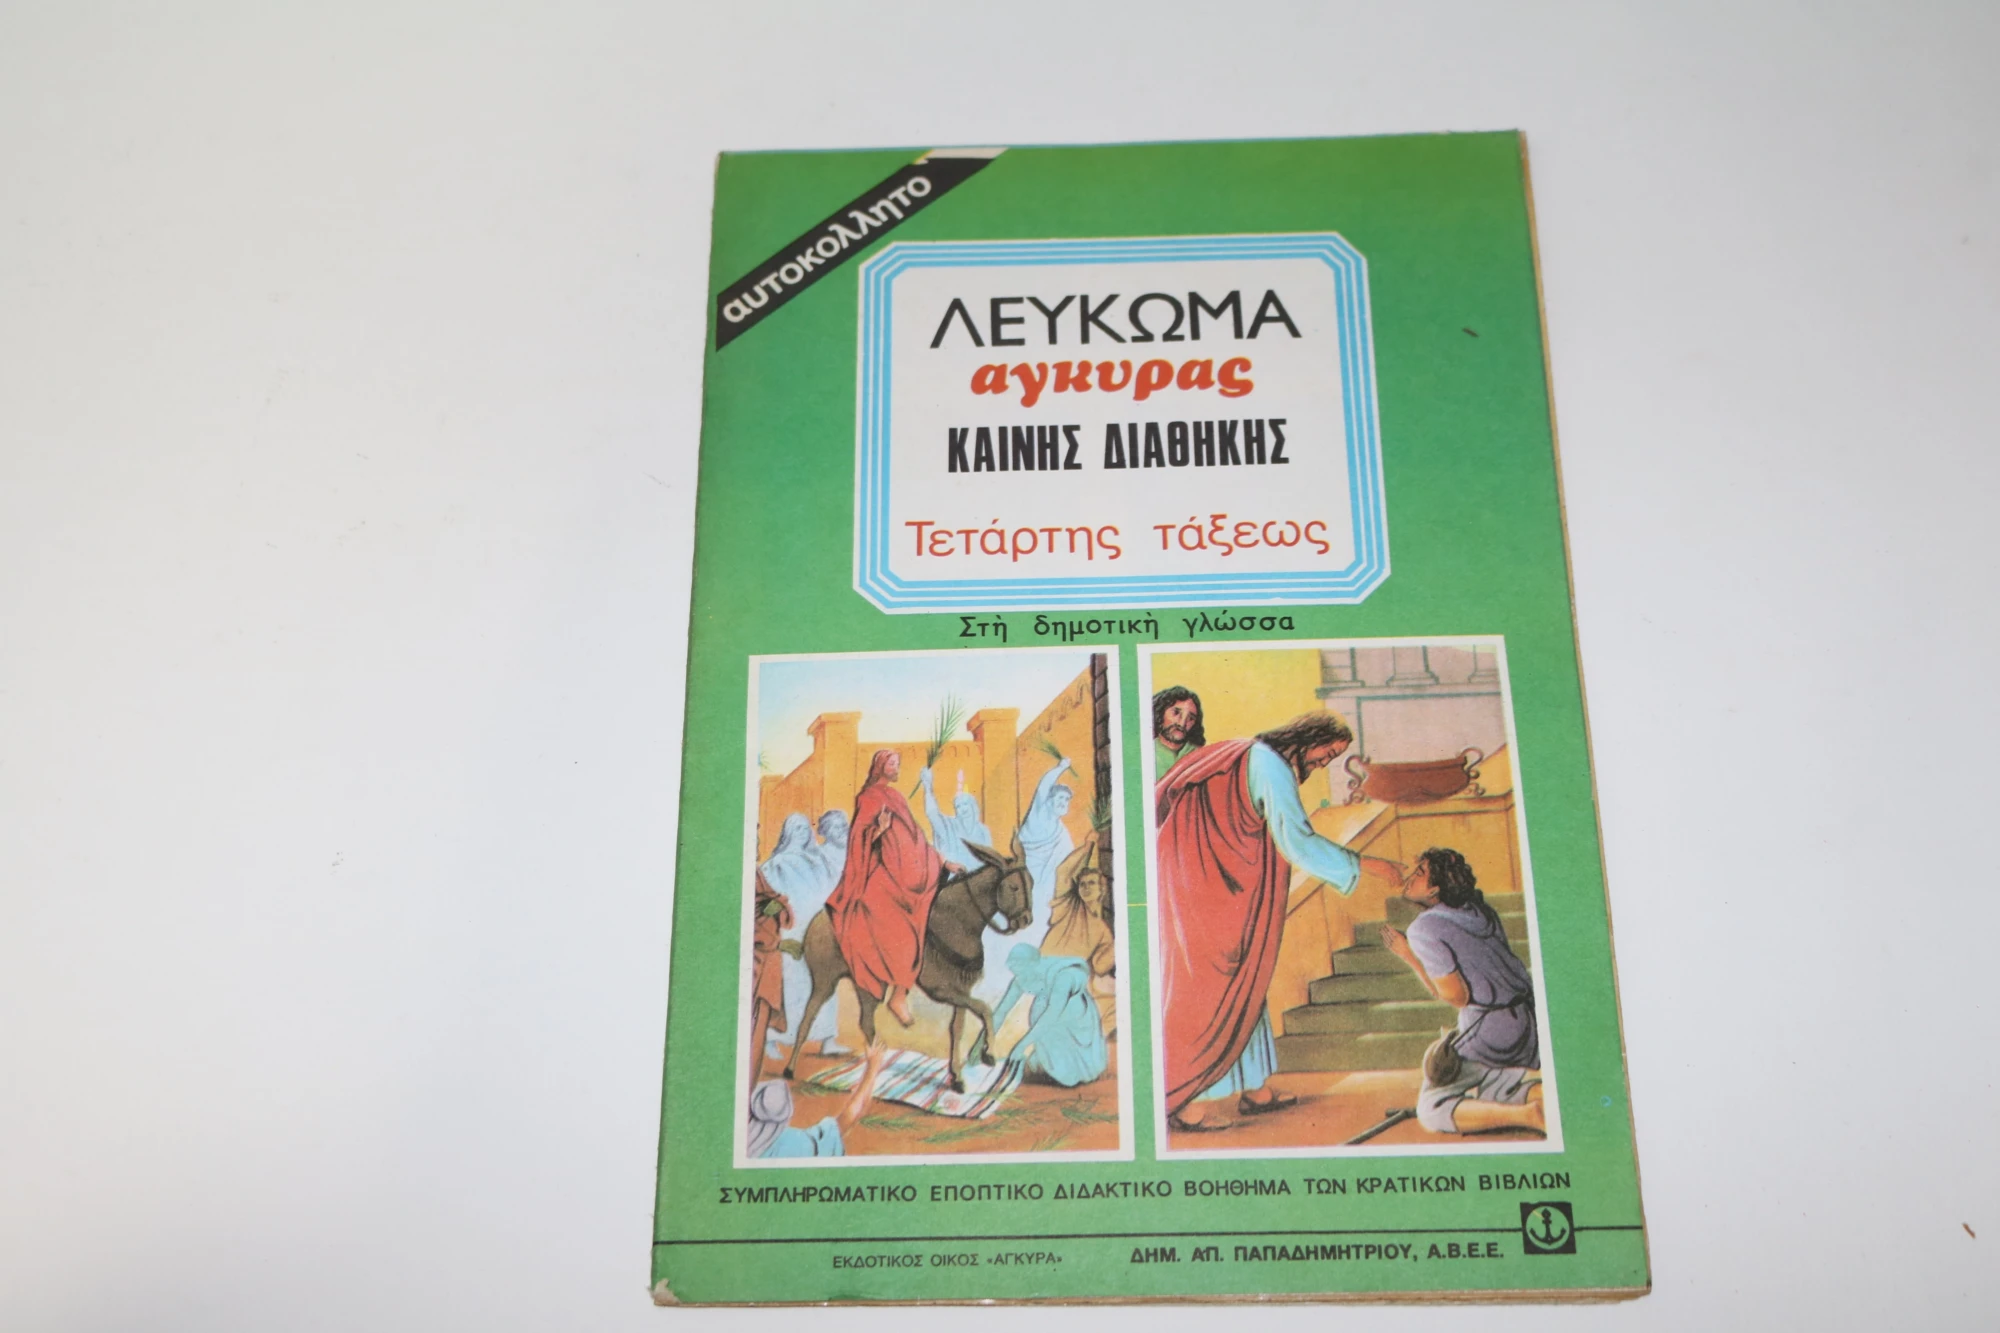 αυτοκολλητο
ΛΕΥΚΩΜΑ
αγκυρας
ΚΑΙΝΗΣ ΔΙΑΘΗΚΗΣ
Τετάρτης τάξεως
Στὴ δημοτικὴ γλώσσα
ΣΥΜΠΛΗΡΩΜΑΤΙΚΟ ΕΠΟΠΤΙΚΟ ΔΙΔΑΚΤΙΚΟ ΒΟΗΘΗΜΑ ΤΩΝ ΚΡΑΤΙΚΩΝ ΒΙΒΛΙΩΝ
ΕΚΔΟΤΙΚΟΣ ΟΙΚΟΣ «ΑΓΚΥΡΑ» ΔΗΜ. ΑΠ. ΠΑΠΑΔΗΜΗΤΡΙΟΥ, Α.Β.Ε.Ε.